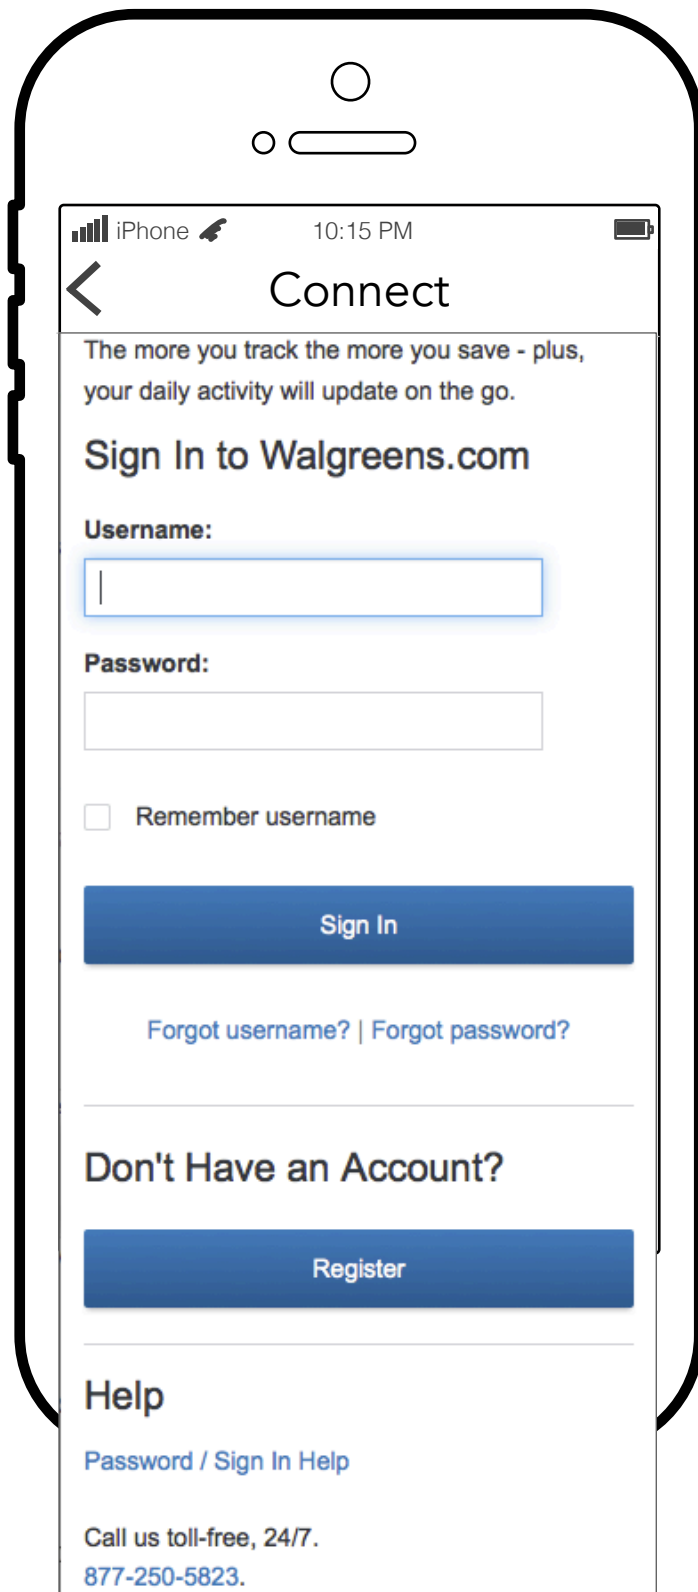 iPhone 10:15 PM
Connect
The more you track the more you save - plus,
your daily activity will update on the go.
Sign In to Walgreens.com
Username:
Password:
Remember username
Sign In
Forgot username? | Forgot password?
Don't Have an Account?
Register
Help
Password / Sign In Help
Call us toll-free, 24/7.
877-250-5823.